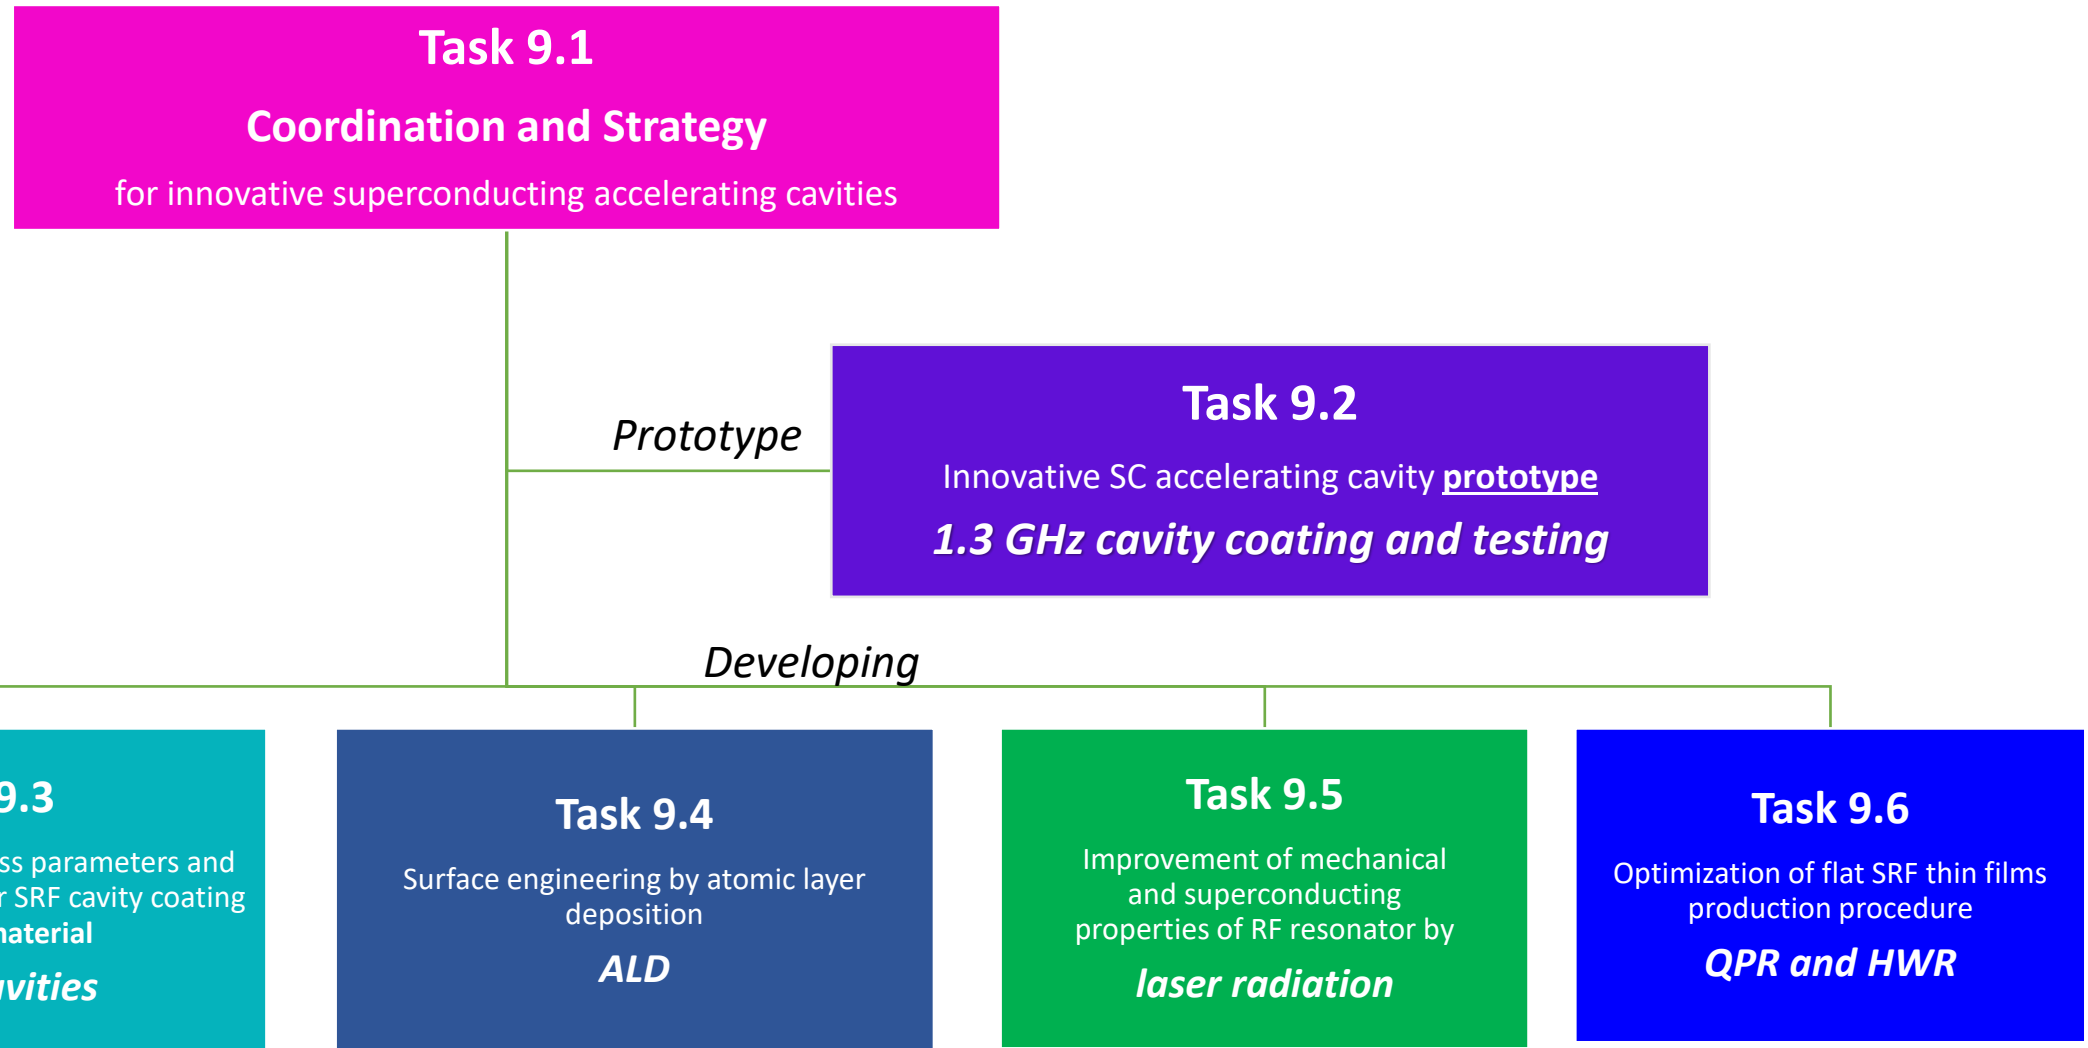 Task 9.1
Coordination and Strategy
for innovative superconducting accelerating cavities
Prototype
Task 9.2
Innovative SC accelerating cavity prototype
1.3 GHz cavity coating and testing
Developing
9.3
parameters and
SRF cavity coating
Task 9.4
Surface engineering by atomic layer
deposition
ALD
Task 9.5
Improvement of mechanical
and superconducting
properties of RF resonator by
laser radiation
Task 9.6
Optimization of flat SRF thin films
production procedure
QPR and HWR